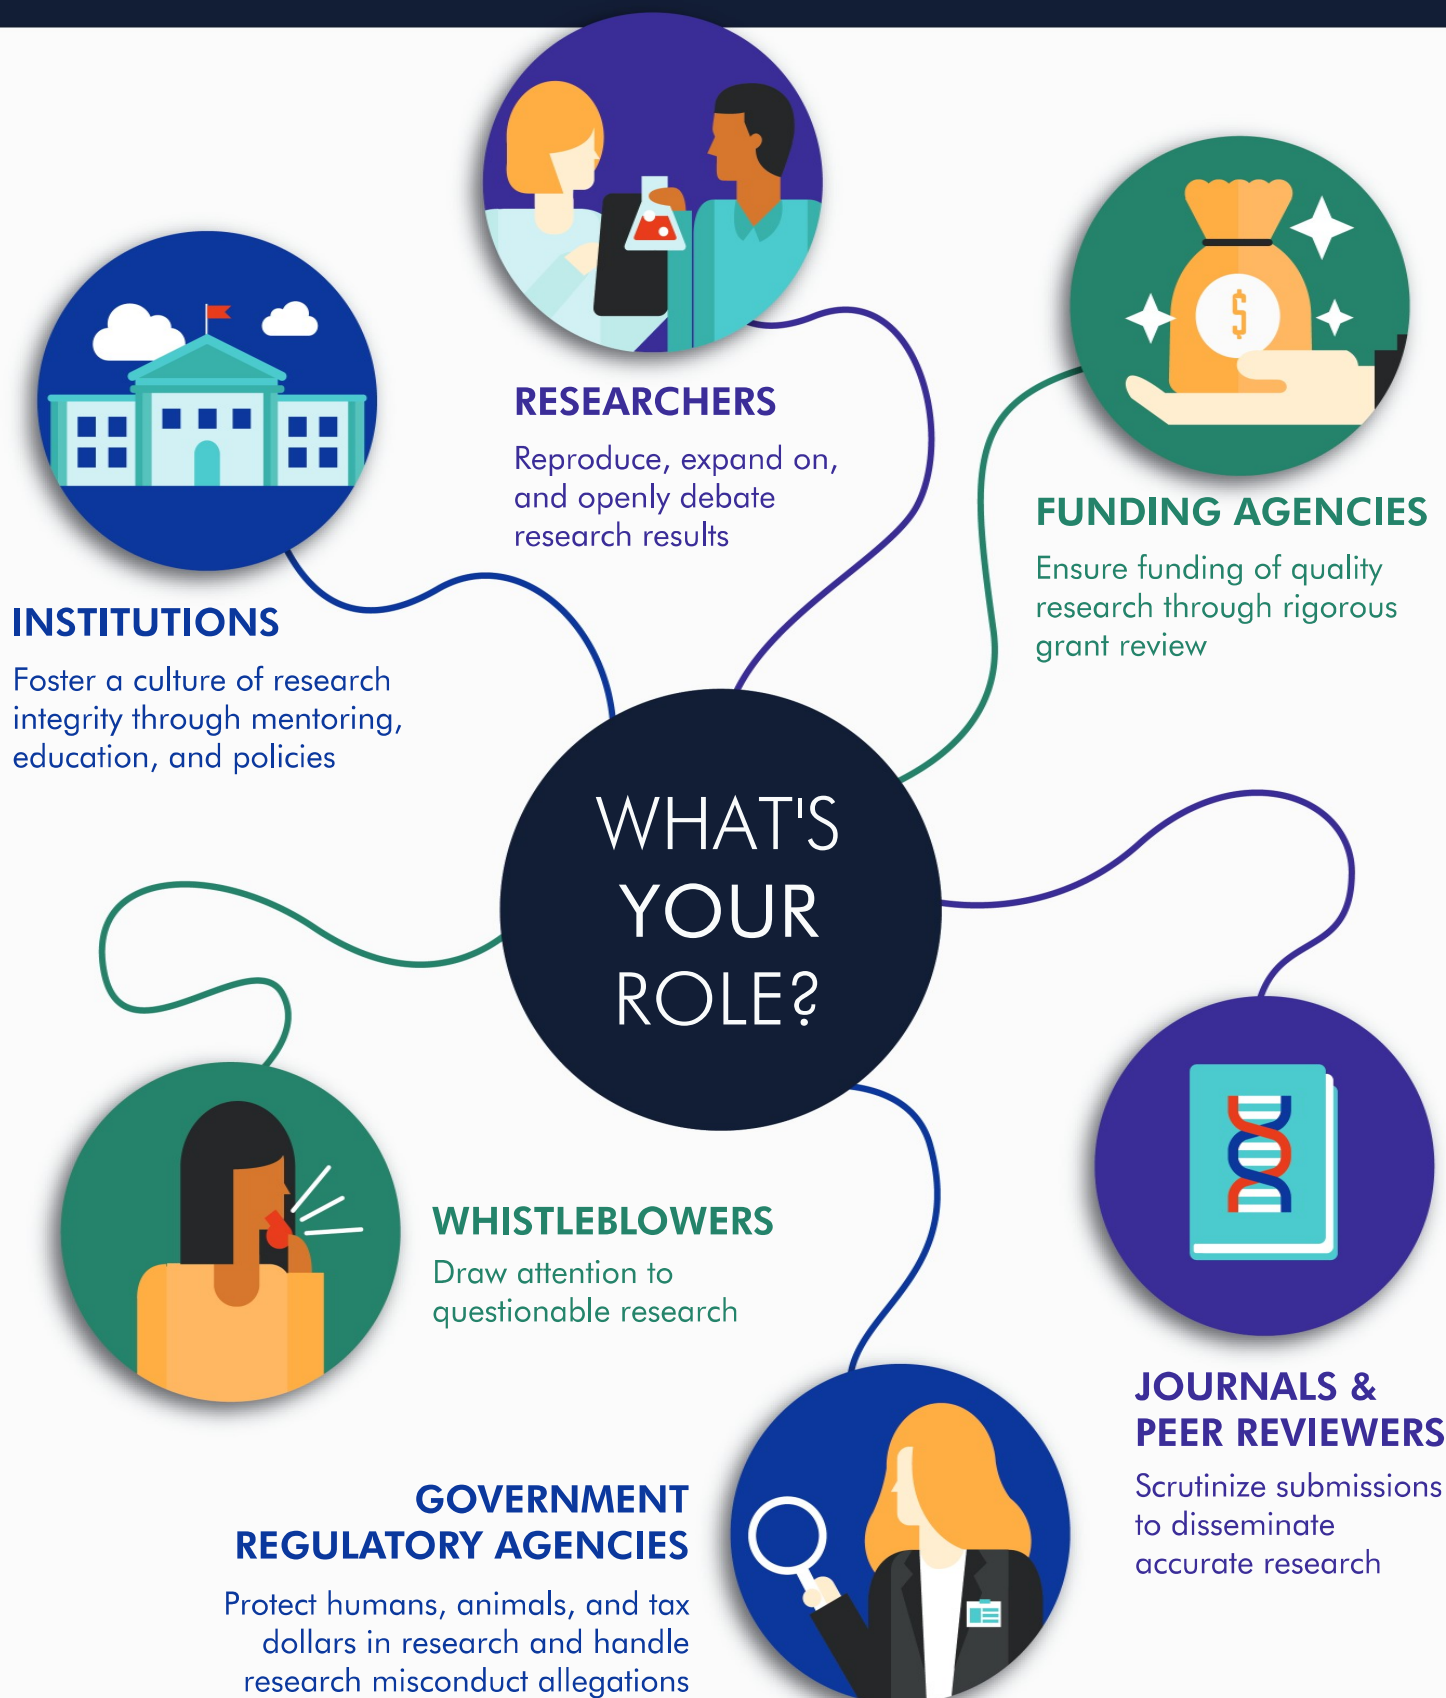 RESEARCHERS
Reproduce, expand on,
and openly debate
research results
FUNDING AGENCIES
Ensure funding of quality
research through rigorous
grant review
INSTITUTIONS
Foster a culture of research
integrity through mentoring,
education, and policies
WHAT'S
YOUR
ROLE?
WHISTLEBLOWERS
Draw attention to
questionable research
JOURNALS &
PEER REVIEWERS
Scrutinize submissions
to disseminate
accurate research
GOVERNMENT
REGULATORY AGENCIES
Protect humans, animals, and tax
dollars in research and handle
research misconduct allegations
$